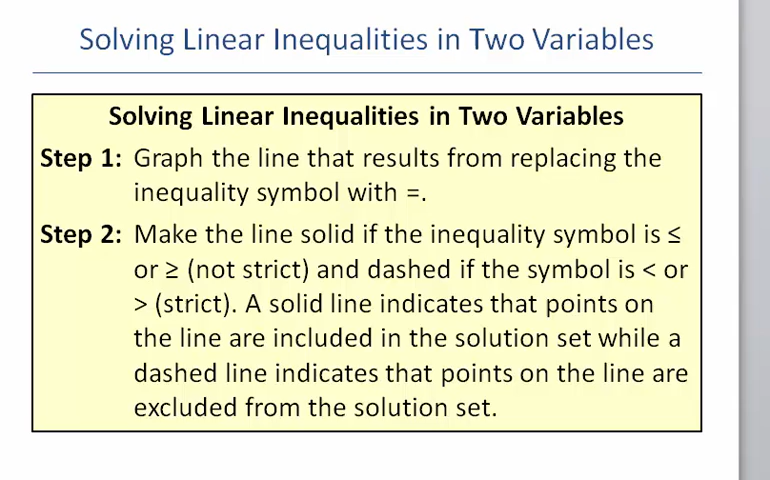 Solving Linear Inequalities in Two Variables
Solving Linear Inequalities in Two Variables
Step 1: Graph the line that results from replacing the
inequality symbol with =.
Step 2: Make the line solid if the inequality symbol is ≤
or ≥ (not strict) and dashed if the symbol is < or
> (strict). A solid line indicates that points on
the line are included in the solution set while a
dashed line indicates that points on the line are
excluded from the solution set.